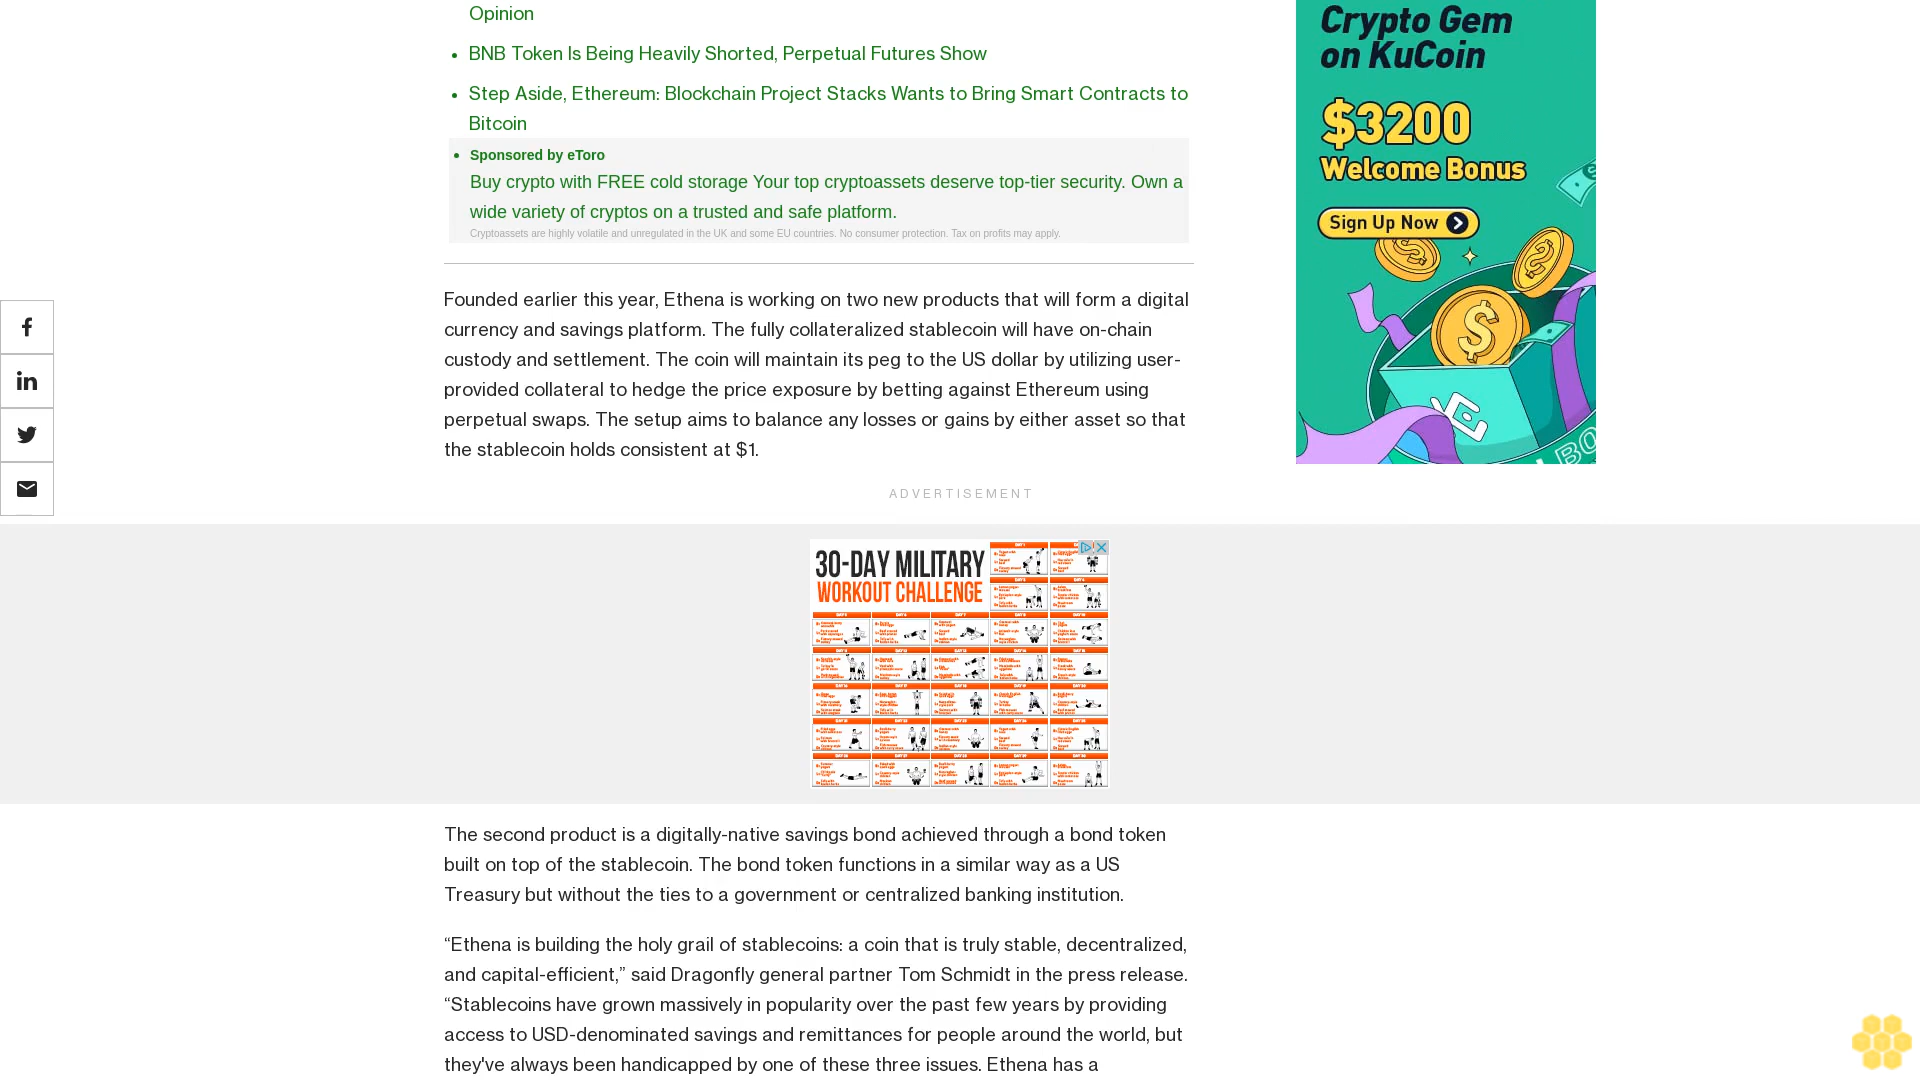 Opinion
BNB Token Is Being Heavily Shorted, Perpetual Futures Show
Step Aside, Ethereum: Blockchain Project Stacks Wants to Bring Smart Contracts to
Bitcoin
Sponsored by eToro
Buy crypto with FREE cold storage Your top cryptoassets deserve top-tier security. Own a
wide variety of cryptos on a trusted and safe platform.
Cryptoassets are highly volatile and unregulated in the UK and some EU countries. No consumer protection. Tax on profits may apply.
Crypto Gem
on KuCoin
$3200
Welcome Bonus
Sign Up Now
Founded earlier this year, Ethena is working on two new products that will form a digital
currency and savings platform. The fully collateralized stablecoin will have on-chain
custody and settlement. The coin will maintain its peg to the US dollar by utilizing user-
provided collateral to hedge the price exposure by betting against Ethereum using
perpetual swaps. The setup aims to balance any losses or gains by either asset so that
the stablecoin holds consistent at $1.
ADVERTISEMENT
30-DAY MILITARY
WORKOUT CHALLENGE
The second product is a digitally-native savings bond achieved through a bond token
built on top of the stablecoin. The bond token functions in a similar way as a US
Treasury but without the ties to a government or centralized banking institution.
“Ethena is building the holy grail of stablecoins: a coin that is truly stable, decentralized,
and capital-efficient,” said Dragonfly general partner Tom Schmidt in the press release.
“Stablecoins have grown massively in popularity over the past few years by providing
access to USD-denominated savings and remittances for people around the world, but
they've always been handicapped by one of these three issues. Ethena has a